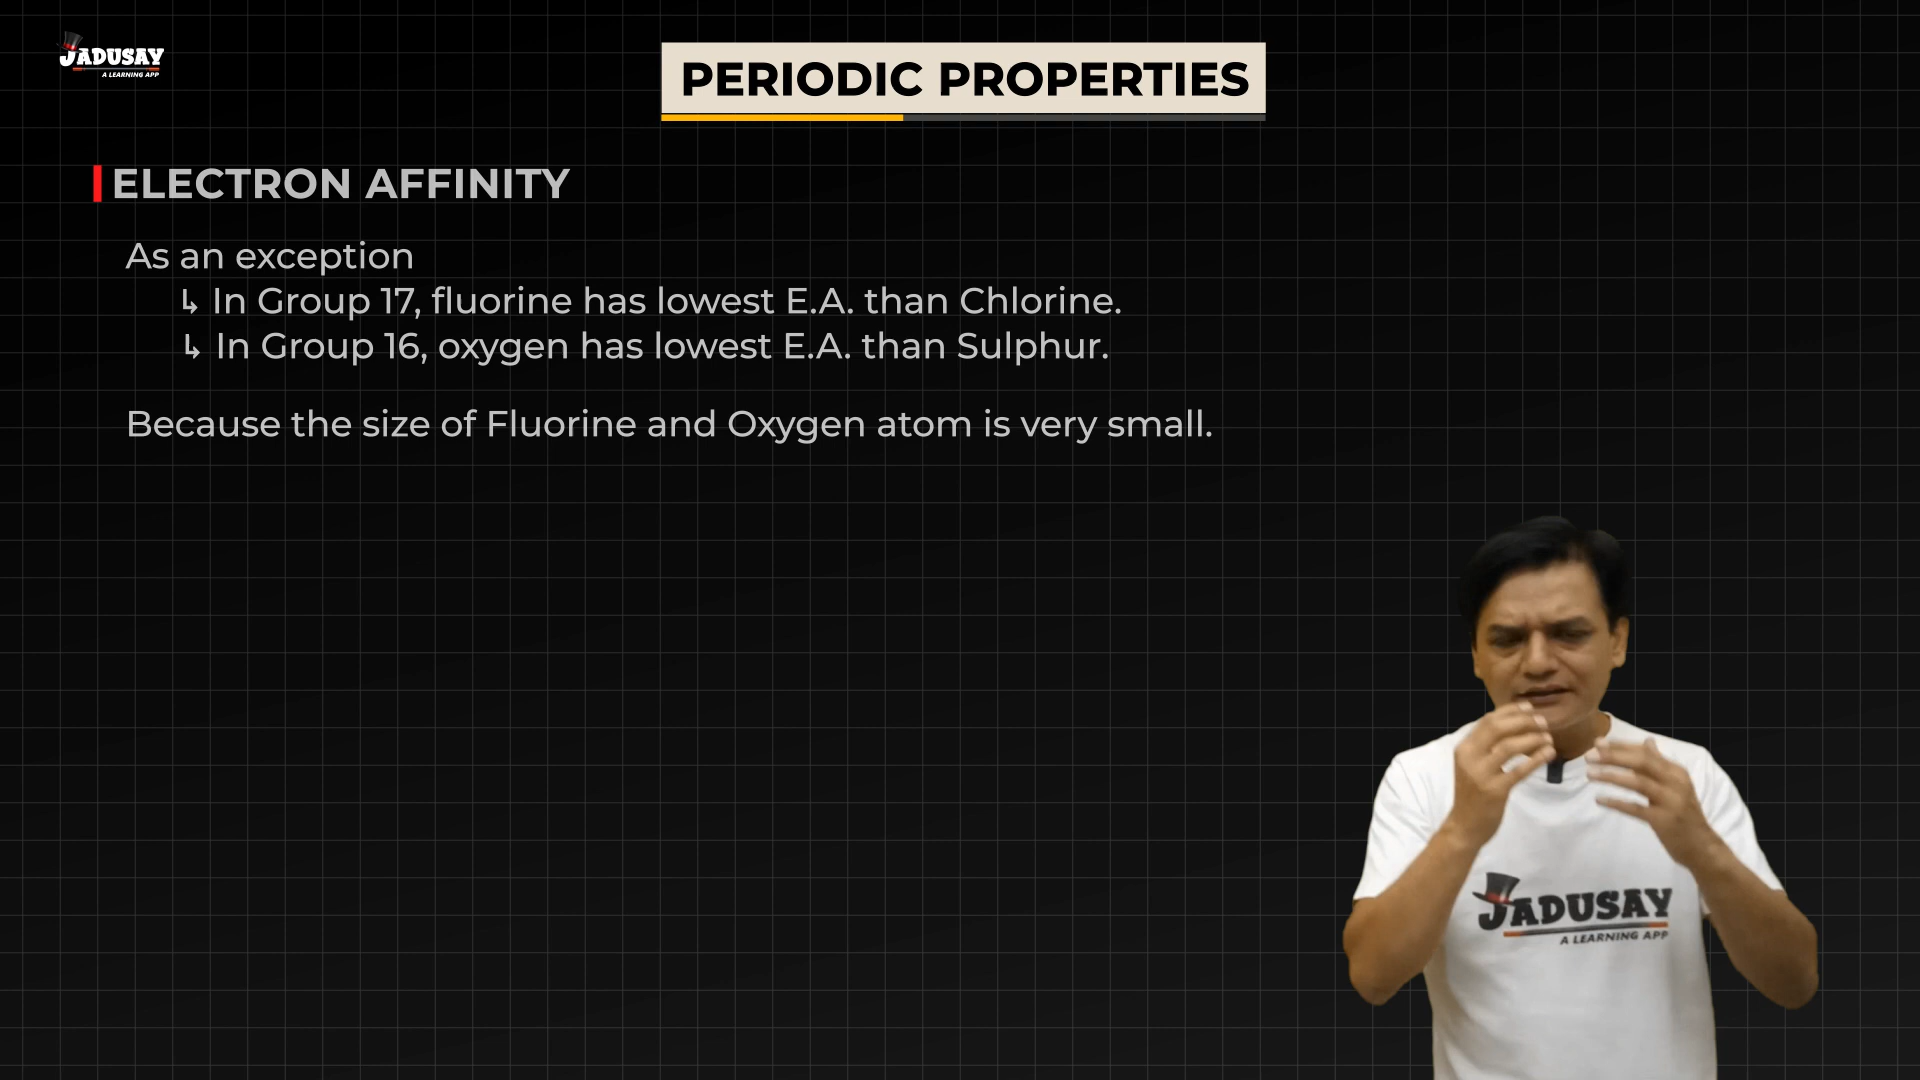 JADUSAY
A LEARNING APP
PERIODIC PROPERTIES
ELECTRON AFFINITY
As an exception
↳ In Group 17, fluorine has lowest E.A. than Chlorine.
↳ In Group 16, oxygen has lowest E.A. than Sulphur.
Because the size of Fluorine and Oxygen atom is very small.
JADUSAY
A LEARNING APP